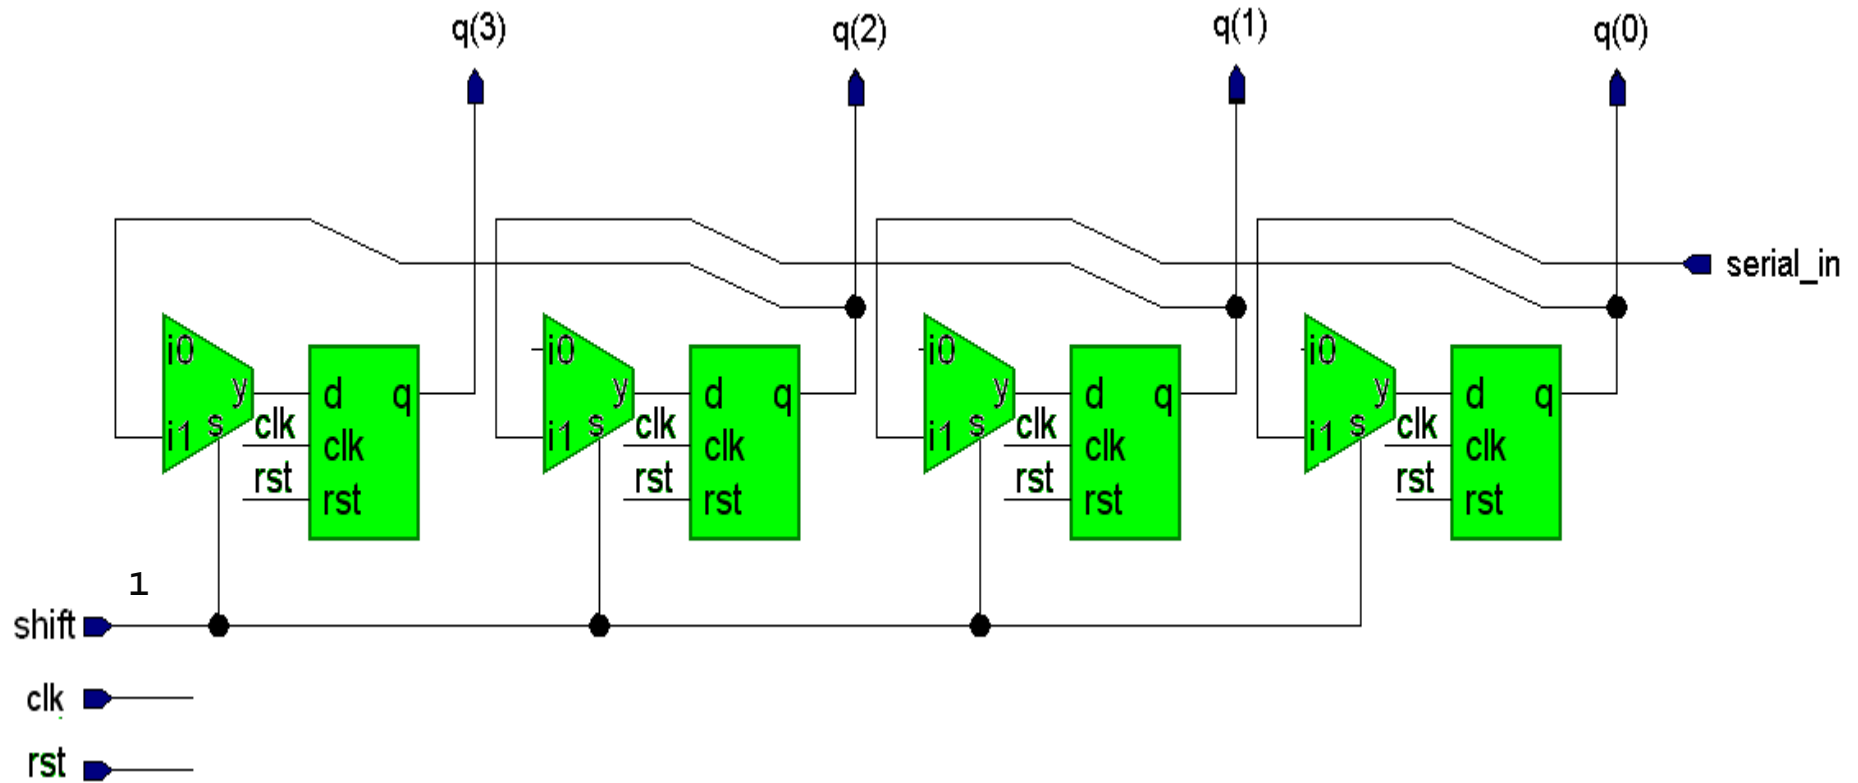 q(3) q(2) q(1) q(0)
serial_in
i0 i0 i0 i0
y d q y d q y d q y d q
i1 s clk clk i1 s clk clk i1 s clk clk i1 s clk clk
rst rst rst rst rst rst rst rst
1
shift
clk
rst